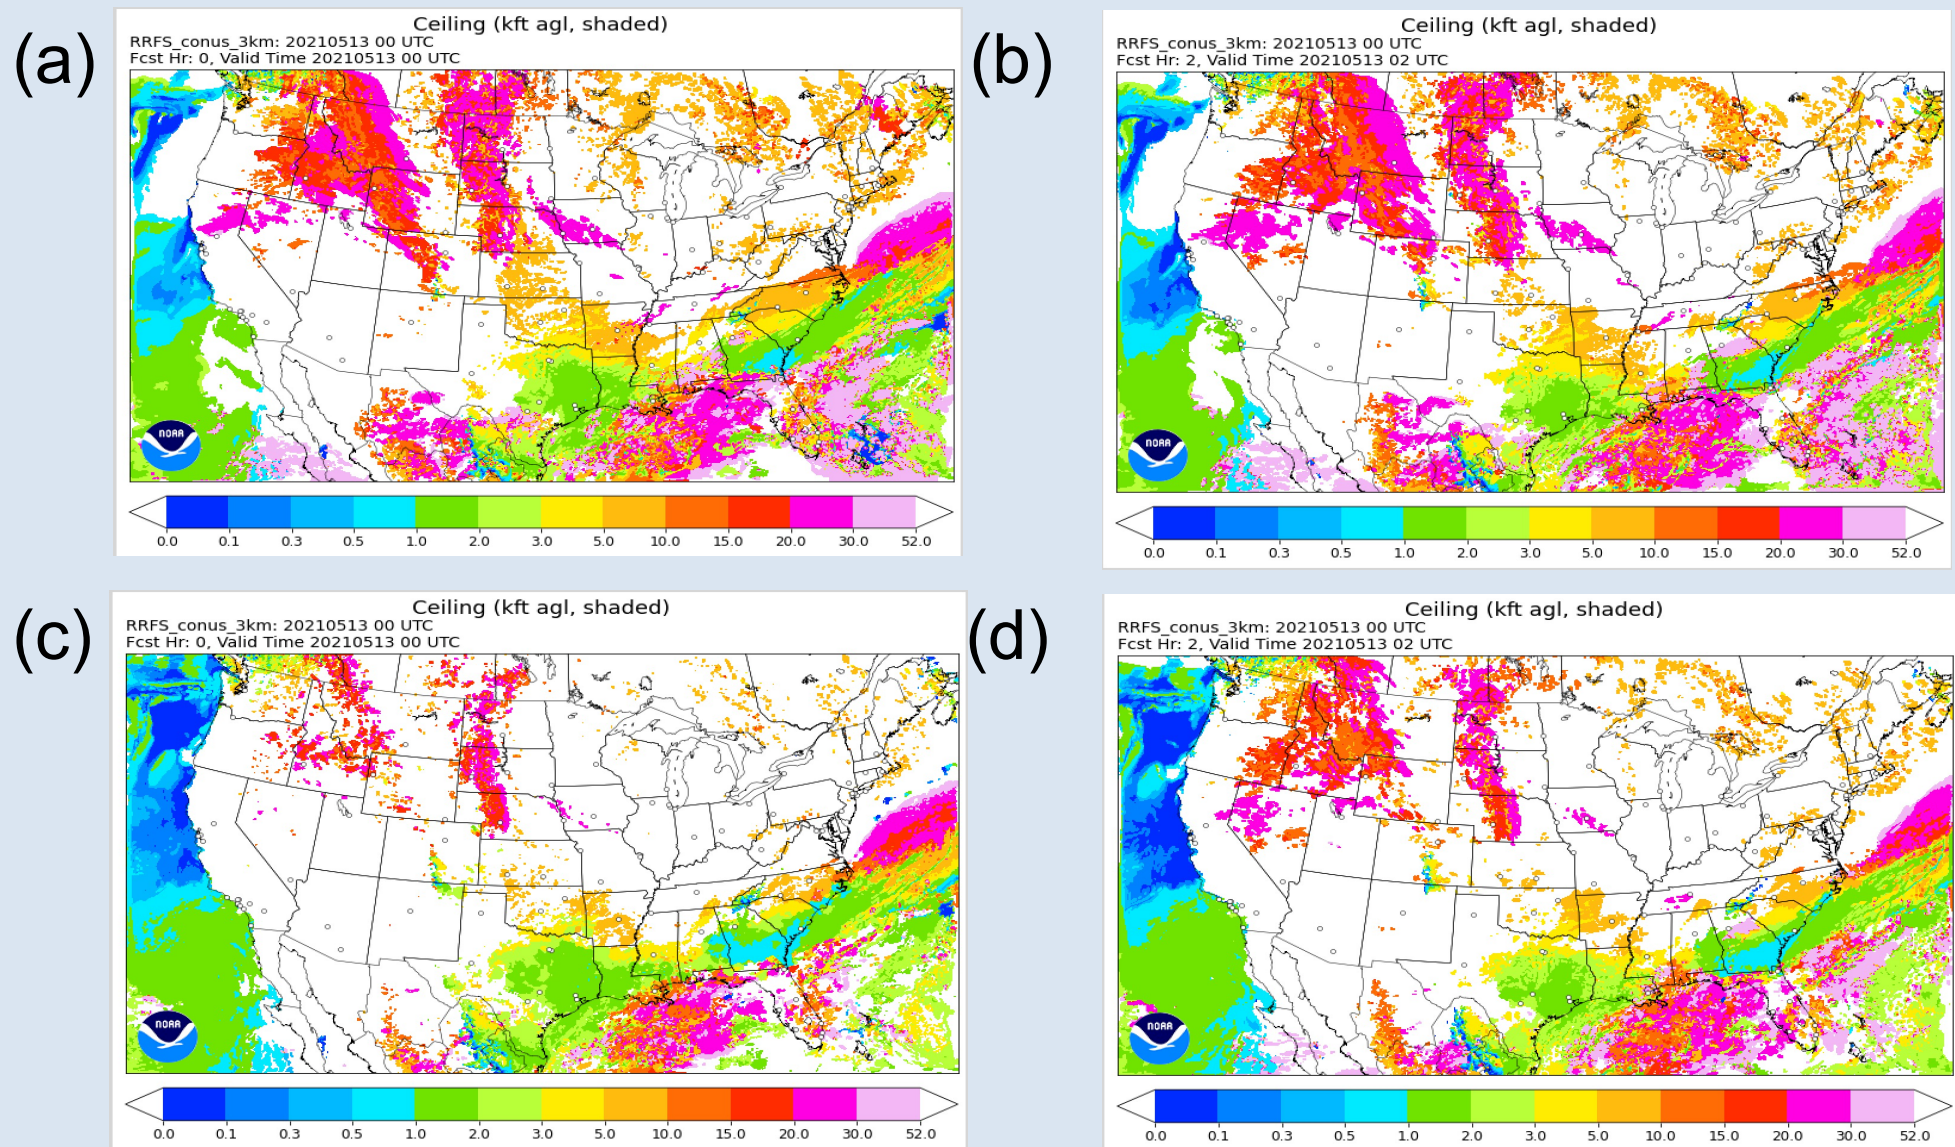 (a)
Ceiling (kft agl, shaded)
RRFS_conus_3km: 20210513 00 UTC
Fcst Hr: 0, Valid Time 20210513 00 UTC
NOAA
0.0 0.1 0.3 0.5 1.0 2.0 3.0 5.0 10.0 15.0 20.0 30.0 52.0
(b)
Ceiling (kft agl, shaded)
RRFS_conus_3km: 20210513 00 UTC
Fcst Hr: 2, Valid Time 20210513 02 UTC
NOAA
0.0 0.1 0.3 0.5 1.0 2.0 3.0 5.0 10.0 15.0 20.0 30.0 52.0
(c)
Ceiling (kft agl, shaded)
RRFS_conus_3km: 20210513 00 UTC
Fcst Hr: 0, Valid Time 20210513 00 UTC
NOAA
0.0 0.1 0.3 0.5 1.0 2.0 3.0 5.0 10.0 15.0 20.0 30.0 52.0
(d)
Ceiling (kft agl, shaded)
RRFS_conus_3km: 20210513 00 UTC
Fcst Hr: 2, Valid Time 20210513 02 UTC
NOAA
0.0 0.1 0.3 0.5 1.0 2.0 3.0 5.0 10.0 15.0 20.0 30.0 52.0